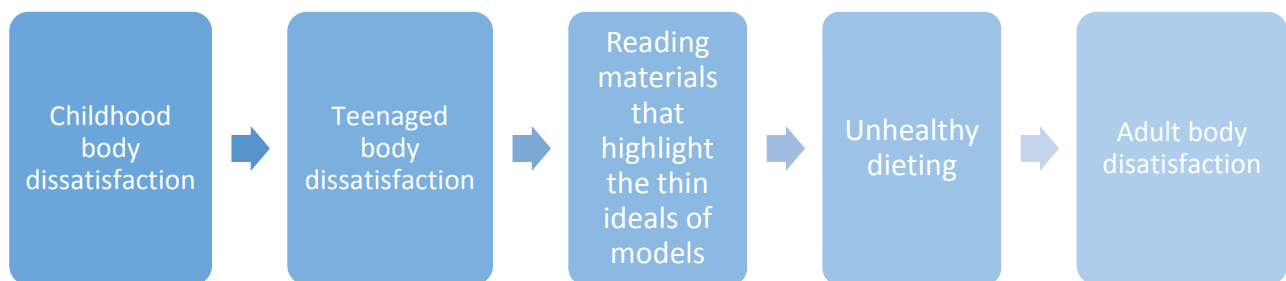 Childhood
body
dissatisfaction
Teenaged
body
dissatisfaction
Reading
materials
that
highlight
the thin
ideals of
models
Unhealthy
dieting
Adult body
disatisfaction